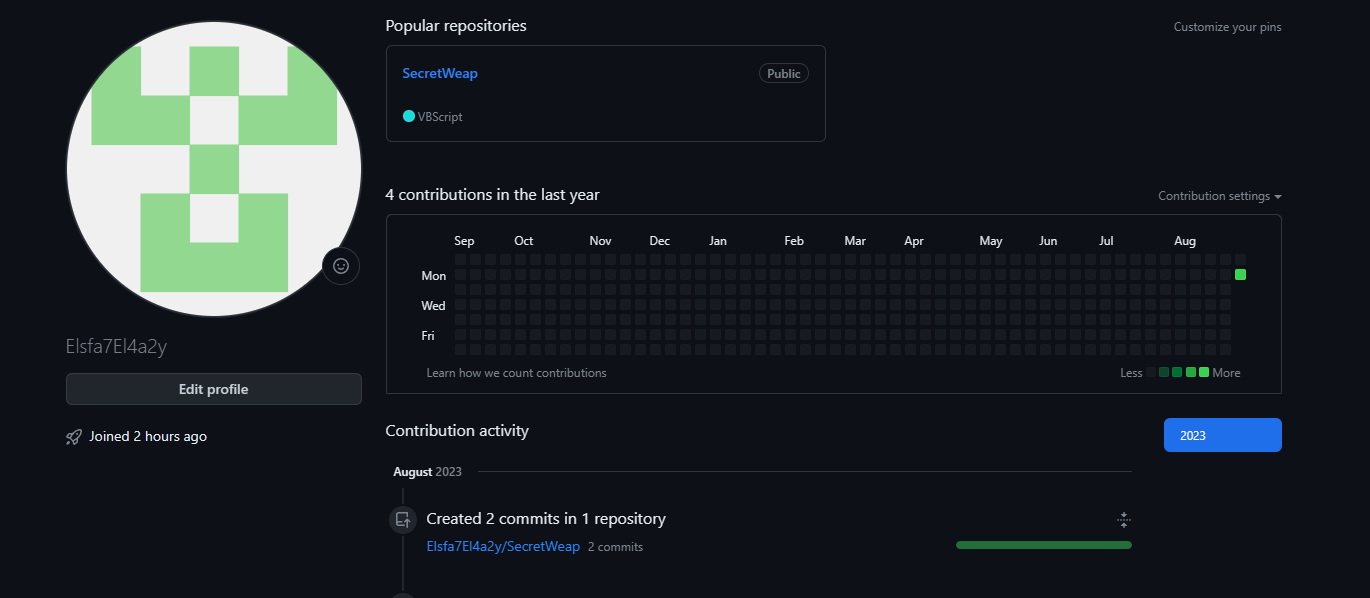 Popular repositories
Customize your pins
SecretWeap
Public
VBScript
4 contributions in the last year
Contribution settings
Sep Oct Nov Dec Jan Feb Mar Apr May Jun Jul Aug
Mon
Wed
Fri
Learn how we count contributions
Less More
Elsfa7El4a2y
Edit profile
Joined 2 hours ago
Contribution activity
2023
August 2023
Created 2 commits in 1 repository
Elsfa7El4a2y/SecretWeap 2 commits